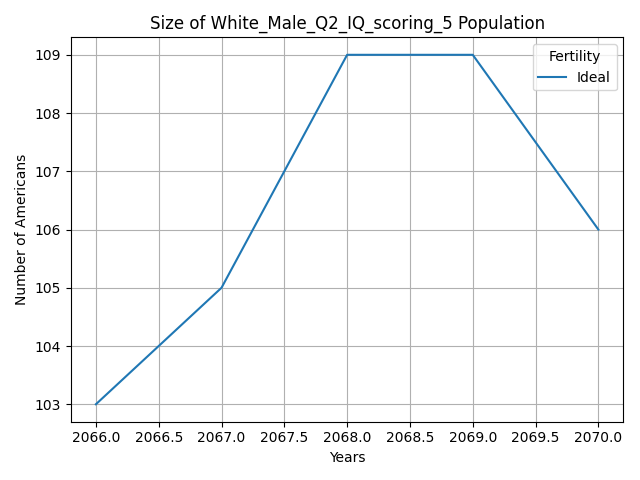 Size of White_Male_Q2_IQ_scoring_5 Population
Fertility
Ideal
109
108
107
106
105
104
103
Number of Americans
2066.0 2066.5 2067.0 2067.5 2068.0 2068.5 2069.0 2069.5 2070.0
Years